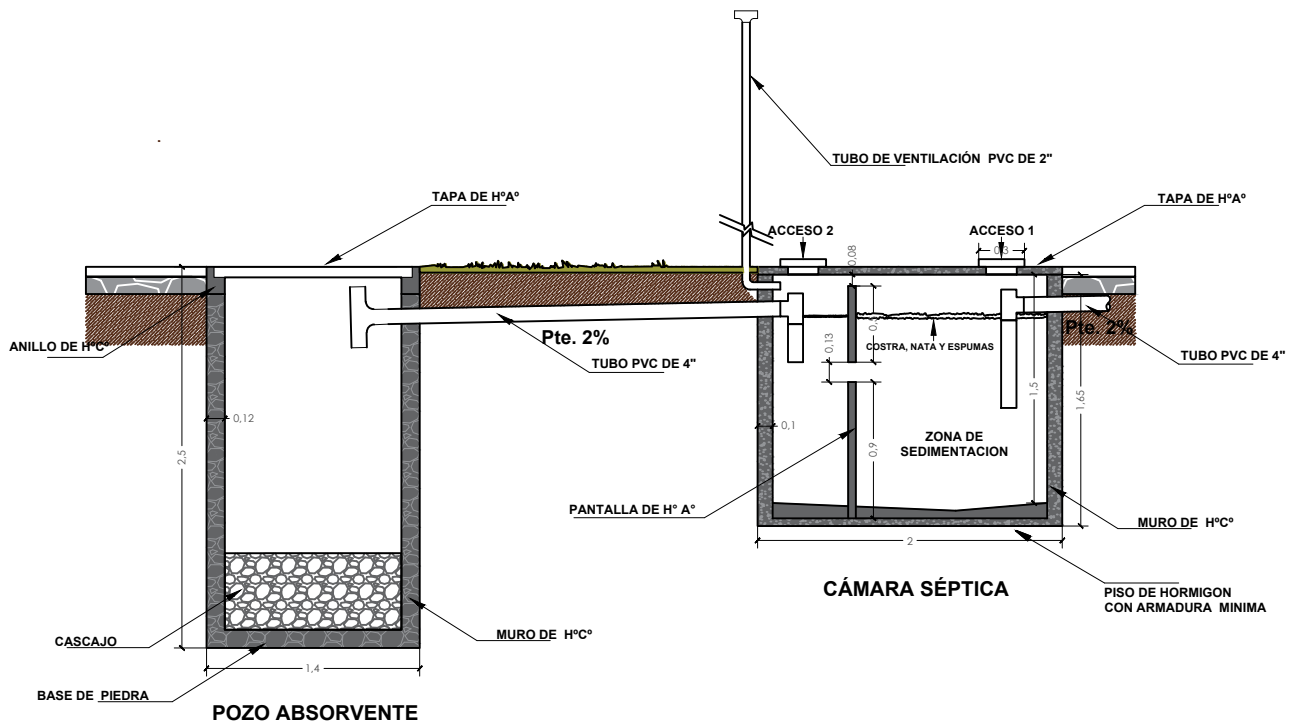 TUBO DE VENTILACIÓN PVC DE 2"
TAPA DE HºAº
TAPA DE HºAº
ACCESO 2
ACCESO 1
0,08
0,13
0,9
0,1
1,5
1,65
2
Pte. 2%
Pte. 2%
ANILLO DE HºCº
TUBO PVC DE 4"
COSTRA, NATA Y ESPUMAS
TUBO PVC DE 4"
0,12
2,5
ZONA DE
SEDIMENTACION
PANTALLA DE H° A°
MURO DE HºCº
CÁMARA SÉPTICA
PISO DE HORMIGON
CON ARMADURA MINIMA
CASCAJO
MURO DE HºCº
1,4
BASE DE PIEDRA
POZO ABSORVENTE